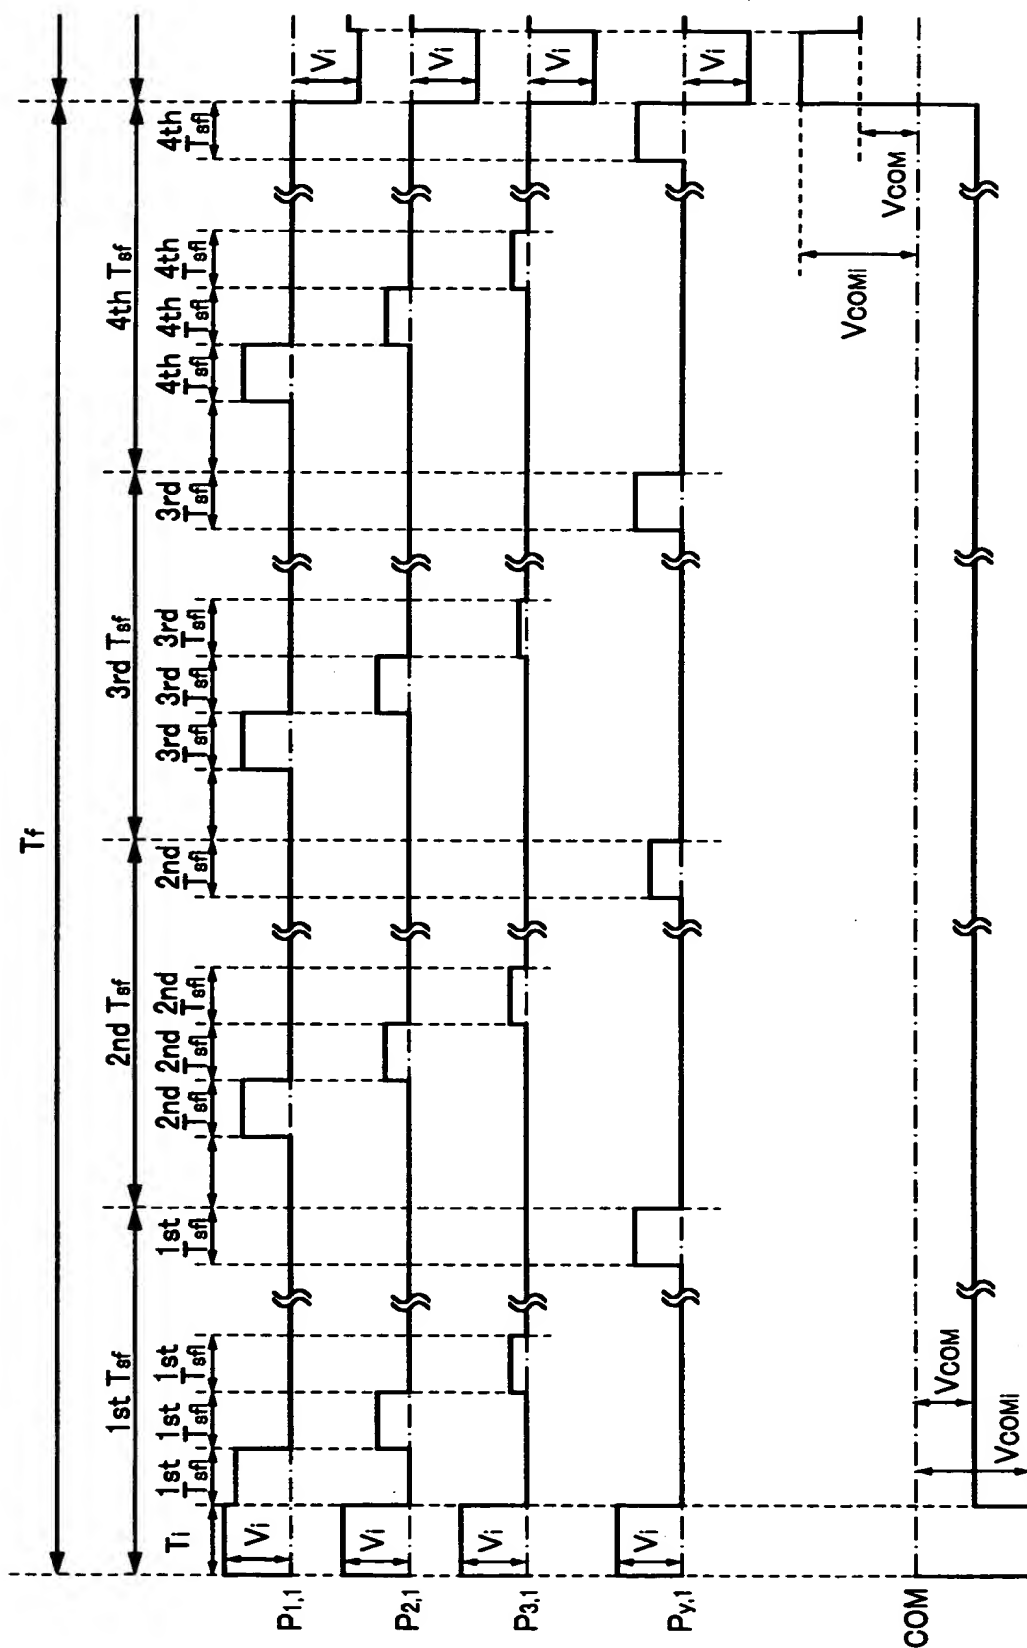 Tf
1st Tsf
2nd Tsf
3rd Tsf
4th Tsf
Ti
1st Tsfl
1st Tsfl
1st Tsfl
1st Tsfl
2nd Tsfl
2nd Tsfl
2nd Tsfl
2nd Tsfl
3rd Tsfl
3rd Tsfl
3rd Tsfl
3rd Tsfl
4th Tsfl
4th Tsfl
4th Tsfl
4th Tsfl
P1,1
Vi
Vi
P2,1
Vi
Vi
P3,1
Vi
Vi
Py,1
Vi
Vi
COM
VCOM
VCOMi
VCOMi
VCOM